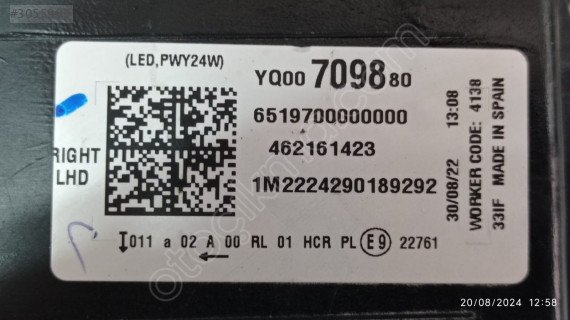 (LED,PWY24W)
YQ00 7098 80
6519700000000
462161423
1M2224290189292
RIGHT
LHD
011 a 02 A 00 RL 01 HCR PL E9 22761
30/08/22 13:08
WORKER CODE: 4138
33IF MADE IN SPAIN
20/08/2024 12:58